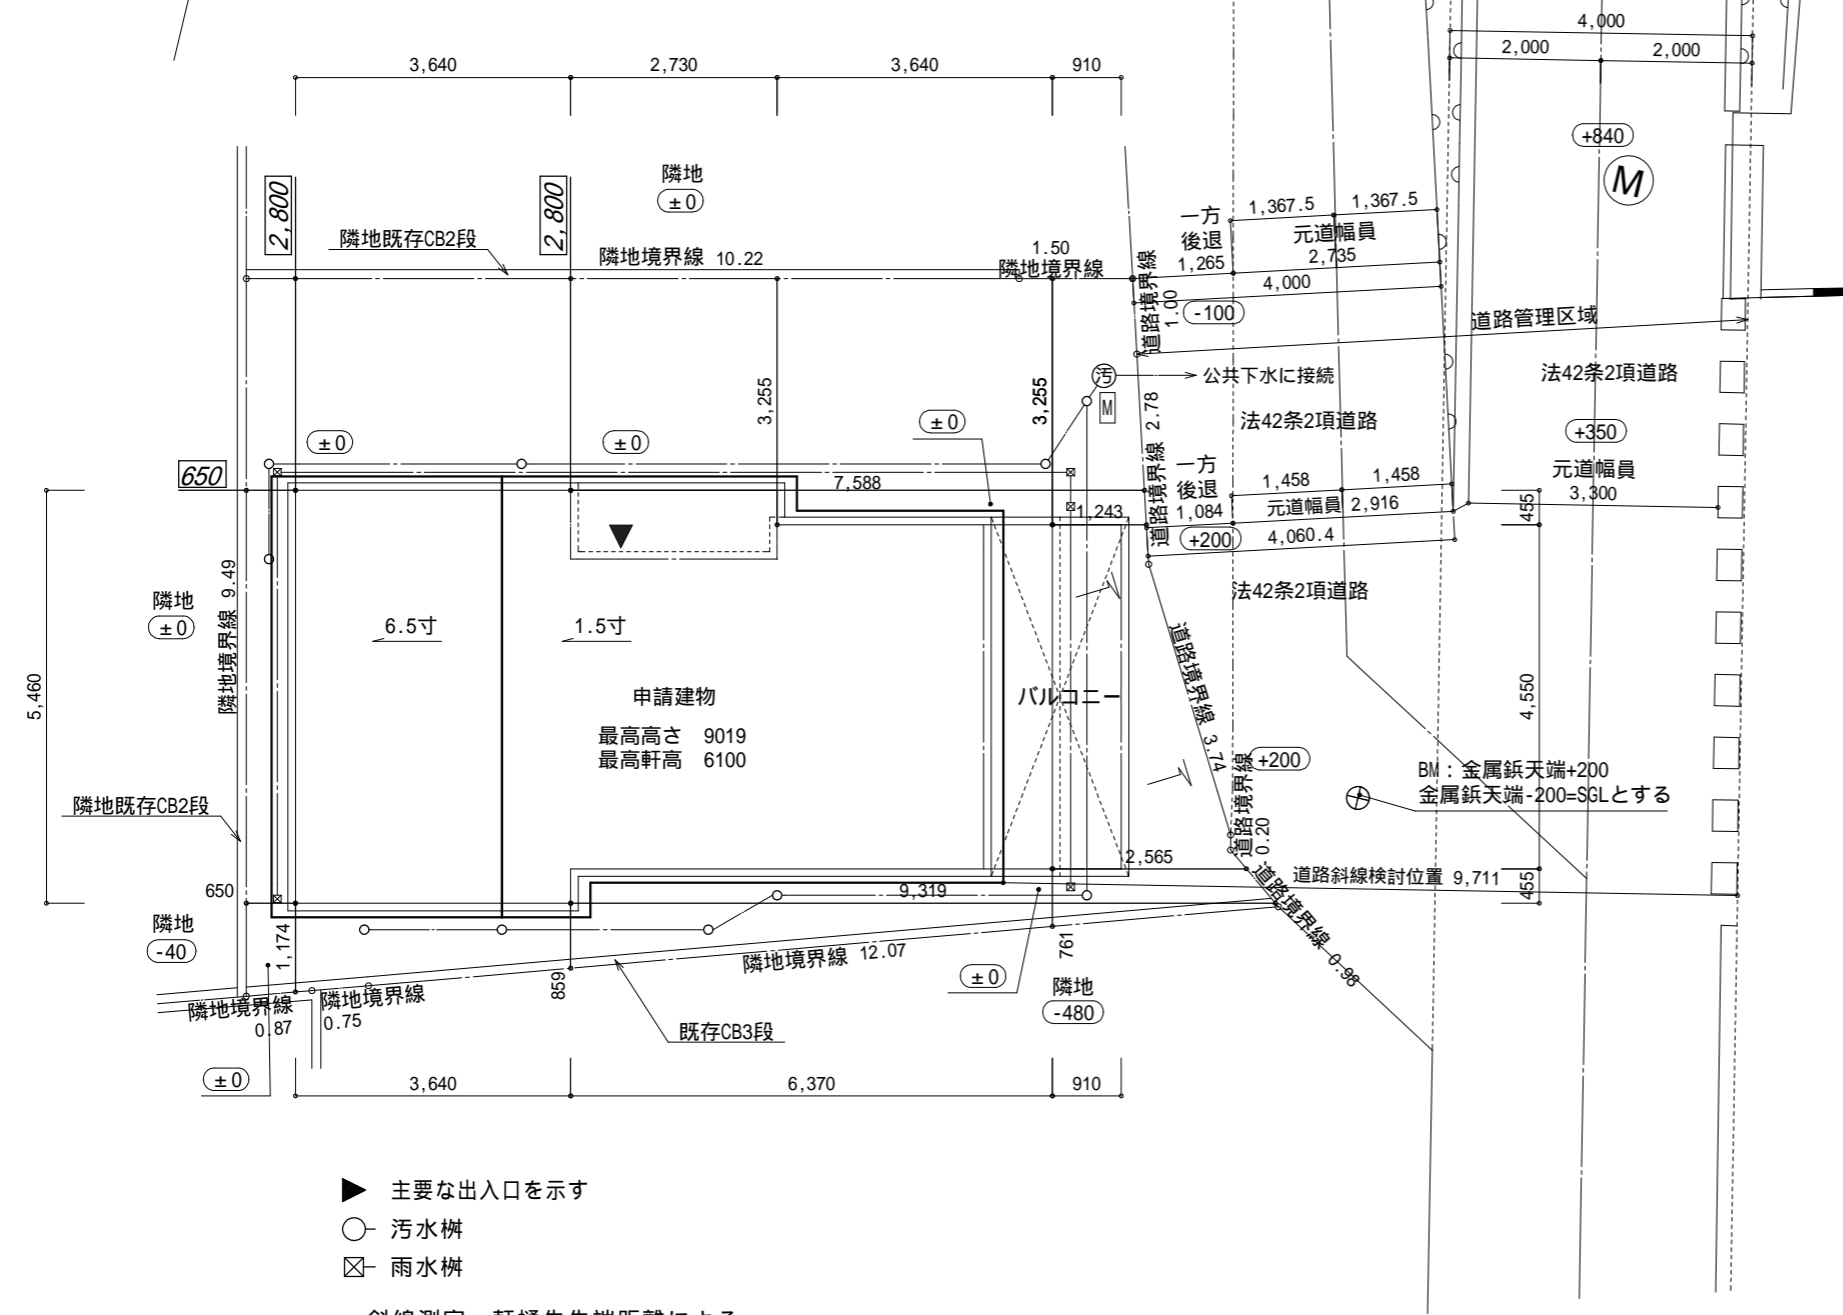 4,000
2,000
2,000
3,640
2,730
3,640
910
+840
M
隣地
±0
2,800
2,800
隣地既存CB2段
隣地境界線 10.22
1.50
隣地境界線
一方
後退
1,265
1,367.5
1,367.5
元道幅員
2,735
4,000
道路境界線
1.00
-100
道路管理区域
汚
公共下水に接続
M
法42条2項道路
法42条2項道路
3,255
3,255
±0
±0
±0
道路境界線 2.78
+350
元道幅員
3,300
650
7,588
一方
後退
1,084
1,458
1,458
元道幅員 2,916
1,243
+200
4,060.4
455
法42条2項道路
隣地
±0
隣地境界線 9.49
6.5寸
1.5寸
道路境界線 3.74
5,460
申請建物
最高高さ 9019
最高軒高 6100
バルコニー
4,550
+200
道路境界線
0.20
BM：金属鋲天端+200
金属鋲天端-200=SGLとする
隣地既存CB2段
2,565
道路斜線検討位置 9,711
455
650
9,319
道路境界線 0.98
隣地
-40
1,174
859
隣地境界線 12.07
761
±0
隣地
-480
隣地境界線
0.87
隣地境界線
0.75
既存CB3段
±0
3,640
6,370
910
主要な出入口を示す
汚水桝
雨水桝